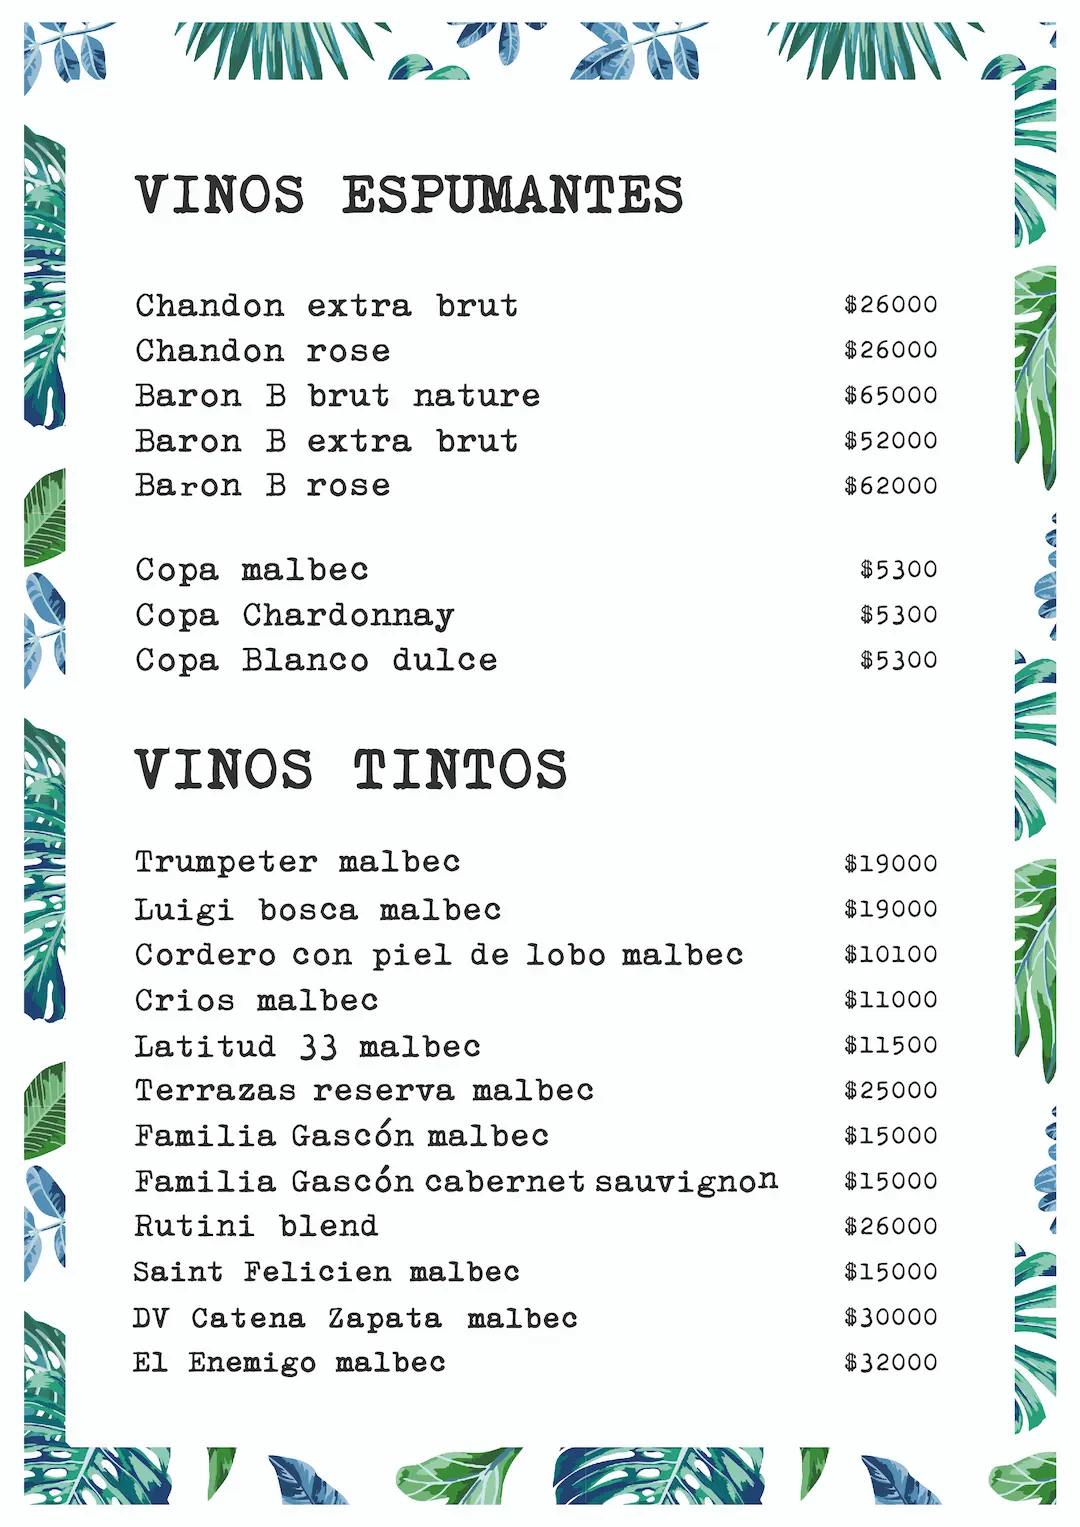 VINOS ESPUMANTES
Chandon extra brut $26000
Chandon rose $26000
Baron B brut nature $65000
Baron B extra brut $52000
Baron B rose $62000
Copa malbec $5300
Copa Chardonnay $5300
Copa Blanco dulce $5300
VINOS TINTOS
Trumpeter malbec $19000
Luigi bosca malbec $19000
Cordero con piel de lobo malbec $10100
Crios malbec $11000
Latitud 33 malbec $11500
Terrazas reserva malbec $25000
Familia Gascón malbec $15000
Familia Gascón cabernet sauvignon $15000
Rutini blend $26000
Saint Felicien malbec $15000
DV Catena Zapata malbec $30000
El Enemigo malbec $32000